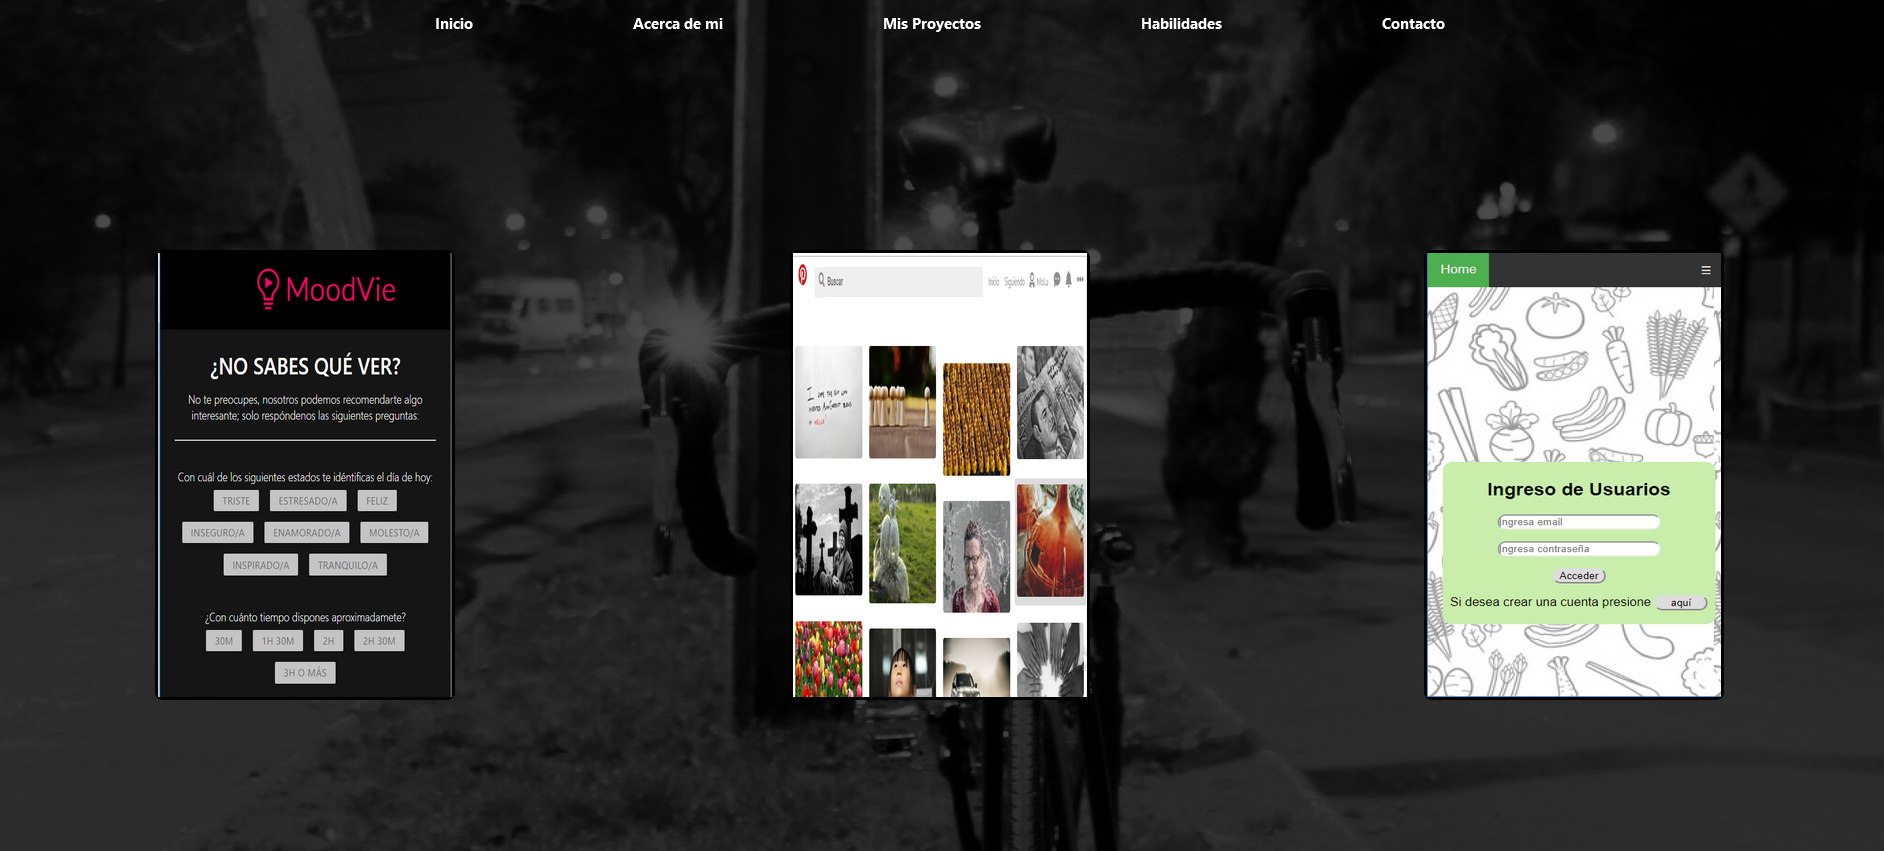 Inicio Acerca de mi Mis Proyectos Habilidades Contacto
MoodVie
¿NO SABES QUÉ VER?
No te preocupes, nosotros podemos recomendarte algo
interesante; solo respóndenos las siguientes preguntas:
Con cuál de los siguientes estados te idéntificas el día de hoy:
TRISTE ESTRESADO/A FELIZ
INSEGURO/A ENAMORADO/A MOLESTO/A
INSPIRADO/A TRANQUILO/A
¿Con cuánto tiempo dispones aproximadamete?
30M 1H 30M 2H 2H 30M
3H O MÁS
Buscar Inicio Siguiendo MoLu
Home
Ingreso de Usuarios
Ingresa email
Ingresa contraseña
Acceder
Si desea crear una cuenta presione aquí